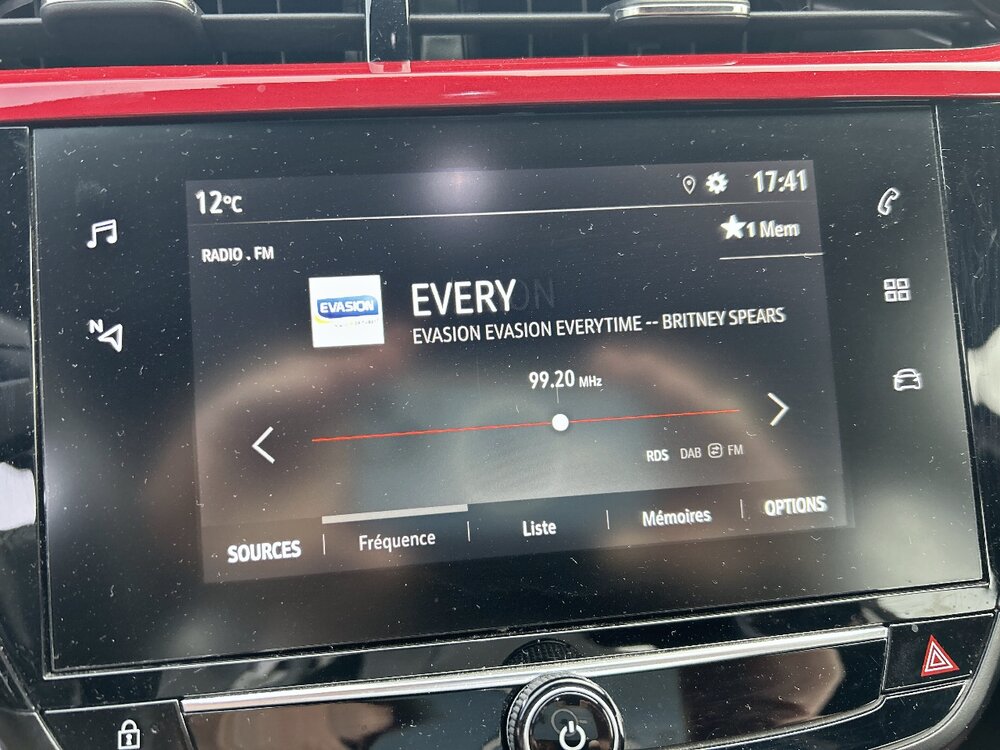 12°C
17:41
1 Mem
RADIO . FM
EVASION
EVERY
EVASION EVASION EVERYTIME -- BRITNEY SPEARS
99.20 MHz
N
RDS DAB FM
SOURCES Fréquence Liste Mémoires OPTIONS